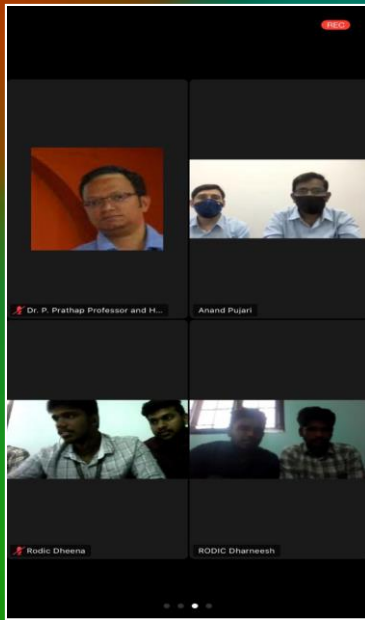 REC
Dr. P. Prathap Professor and H...
Anand Pujari
Rodic Dheena
RODIC Dharneesh